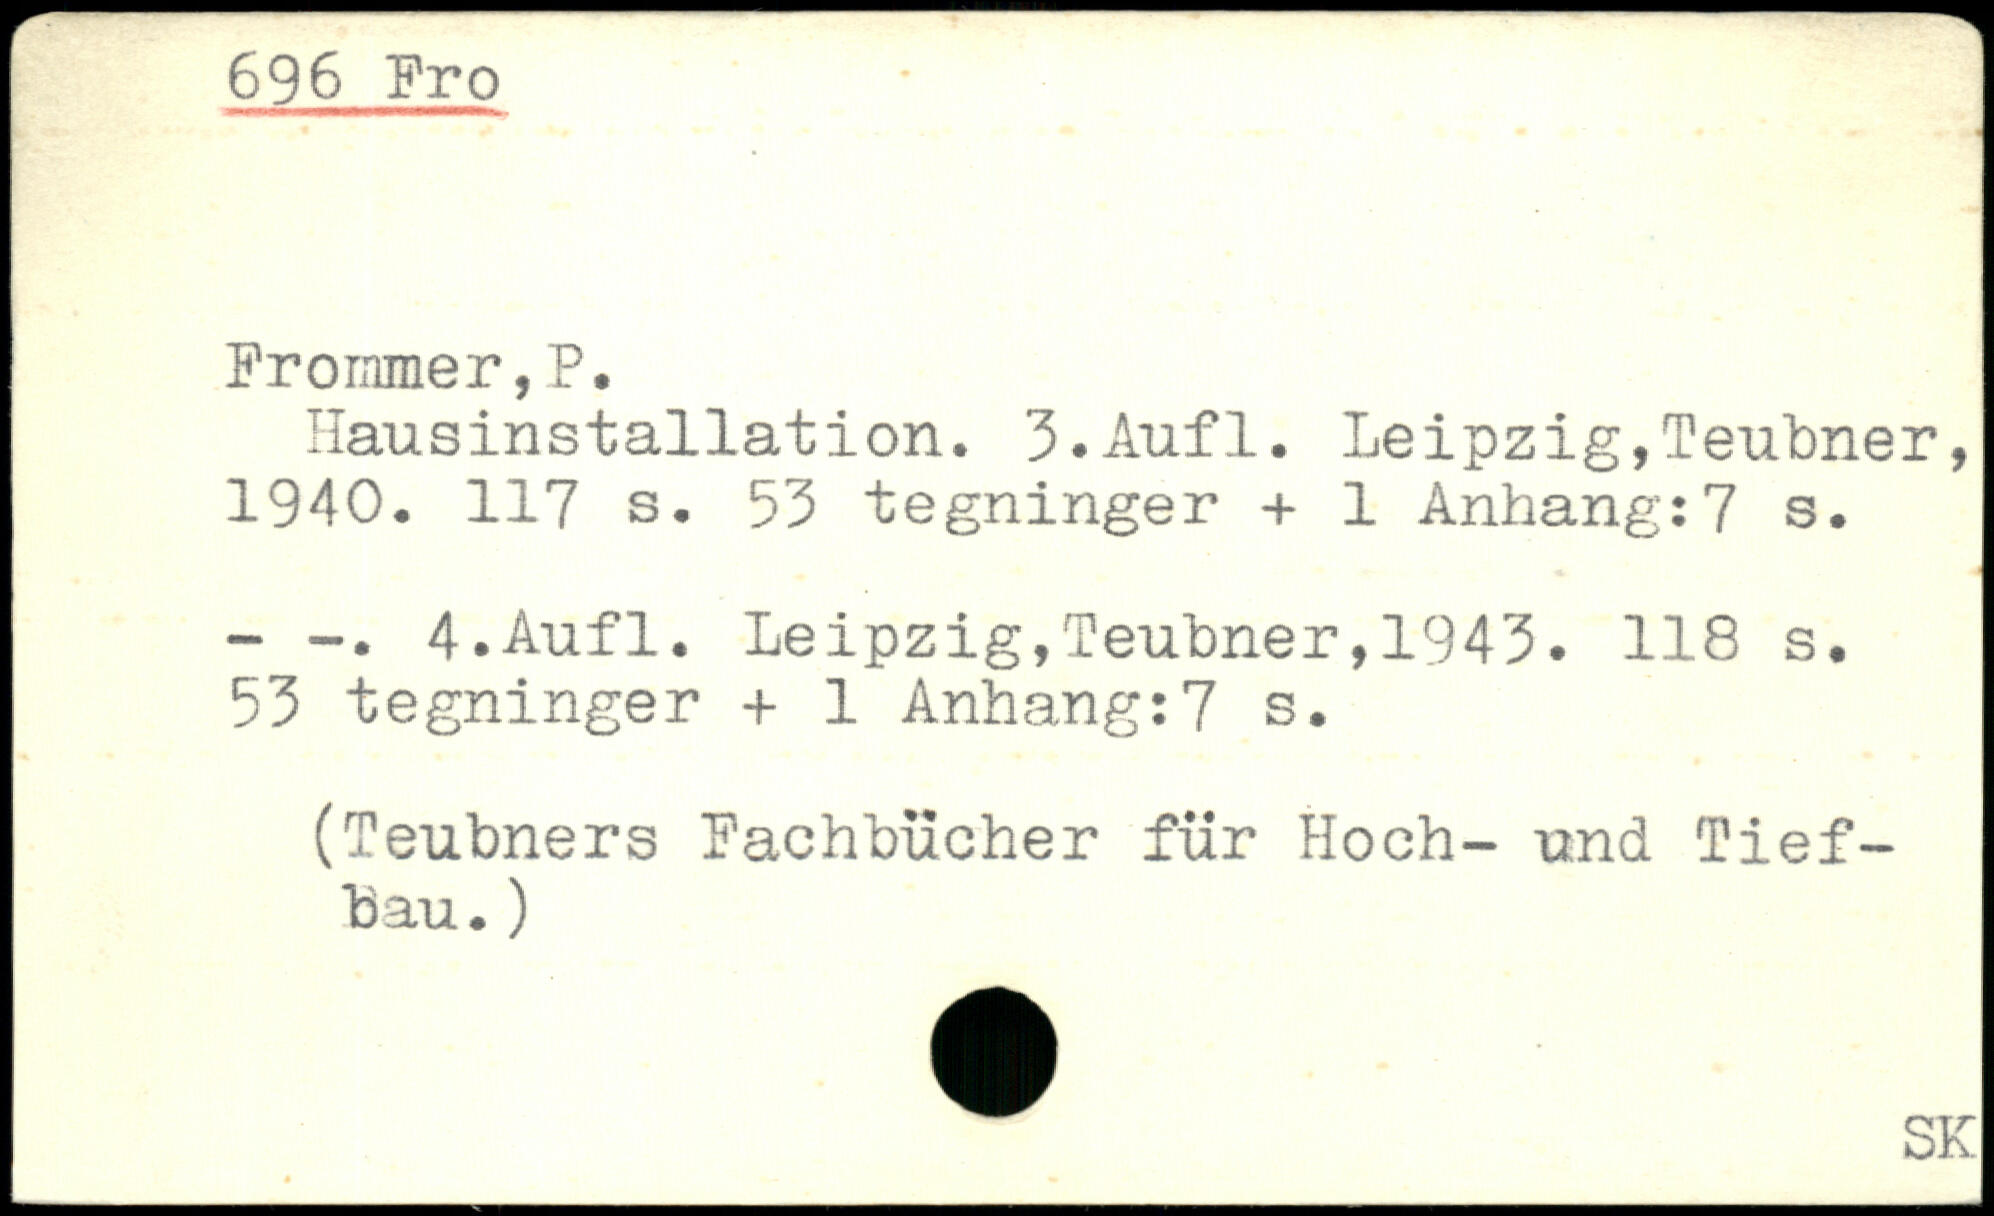 696 Fro
Frommer,P.
Hausinstallation. 3.Aufl. Leipzig,Teubner,
1940. 117 s. 53 tegninger + 1 Anhang:7 s.
- -. 4.Aufl. Leipzig,Teubner,1943. 118 s.
53 tegninger + 1 Anhang:7 s.
(Teubners Fachbücher für Hoch- und Tief-
bau.)
SK